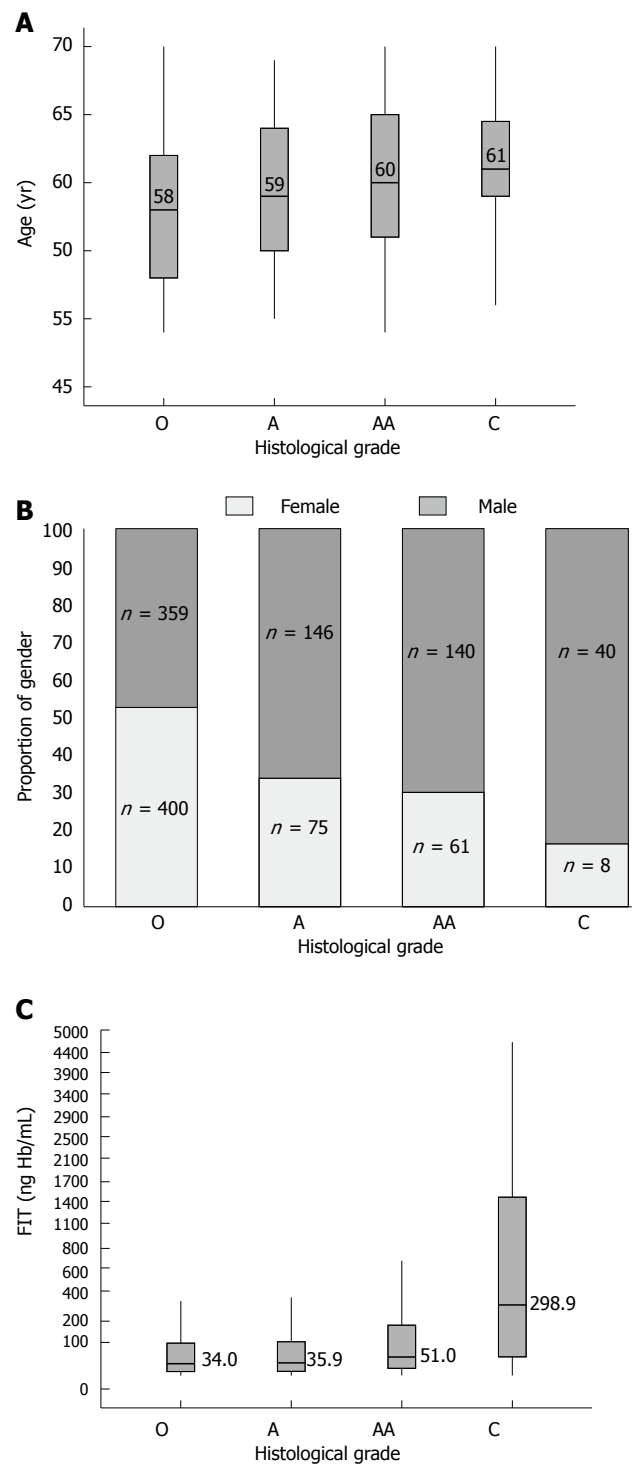 A
70
65
60
50
55
45
Age (yr)
58
59
60
61
O A AA C
Histological grade
B
Female Male
100
90
80
70
60
50
40
30
20
10
0
Proportion of gender
n = 359
n = 146
n = 140
n = 40
n = 400
n = 75
n = 61
n = 8
O A AA C
Histological grade
C
5000
4400
3900
3400
2900
2500
2100
1700
1400
1100
800
600
400
200
100
0
FIT (ng Hb/mL)
34.0
35.9
51.0
298.9
O A AA C
Histological grade